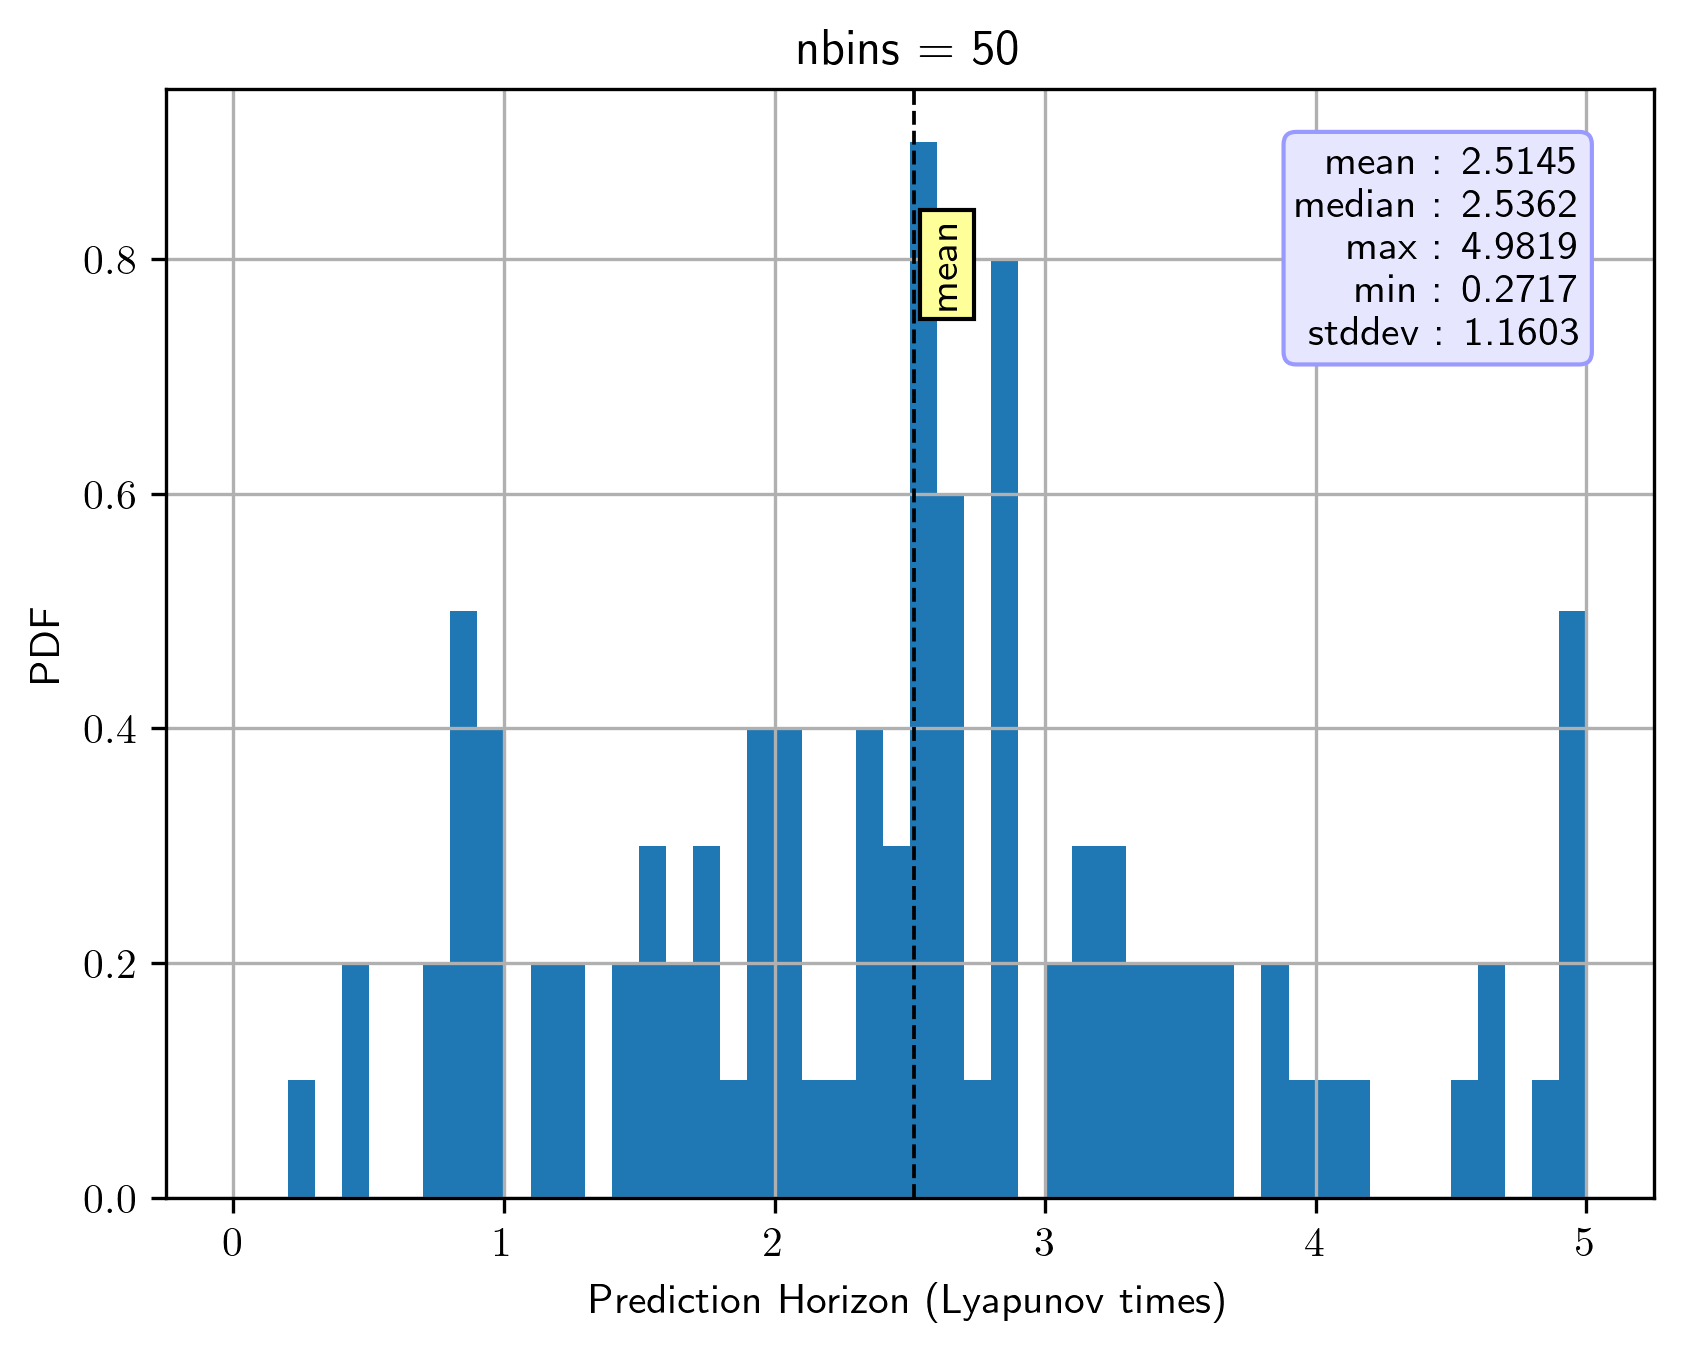 nbins = 50
mean : 2.5145
median : 2.5362
max : 4.9819
min : 0.2717
stddev : 1.1603
mean
PDF
0.8
0.6
0.4
0.2
0.0
0 1 2 3 4 5
Prediction Horizon (Lyapunov times)